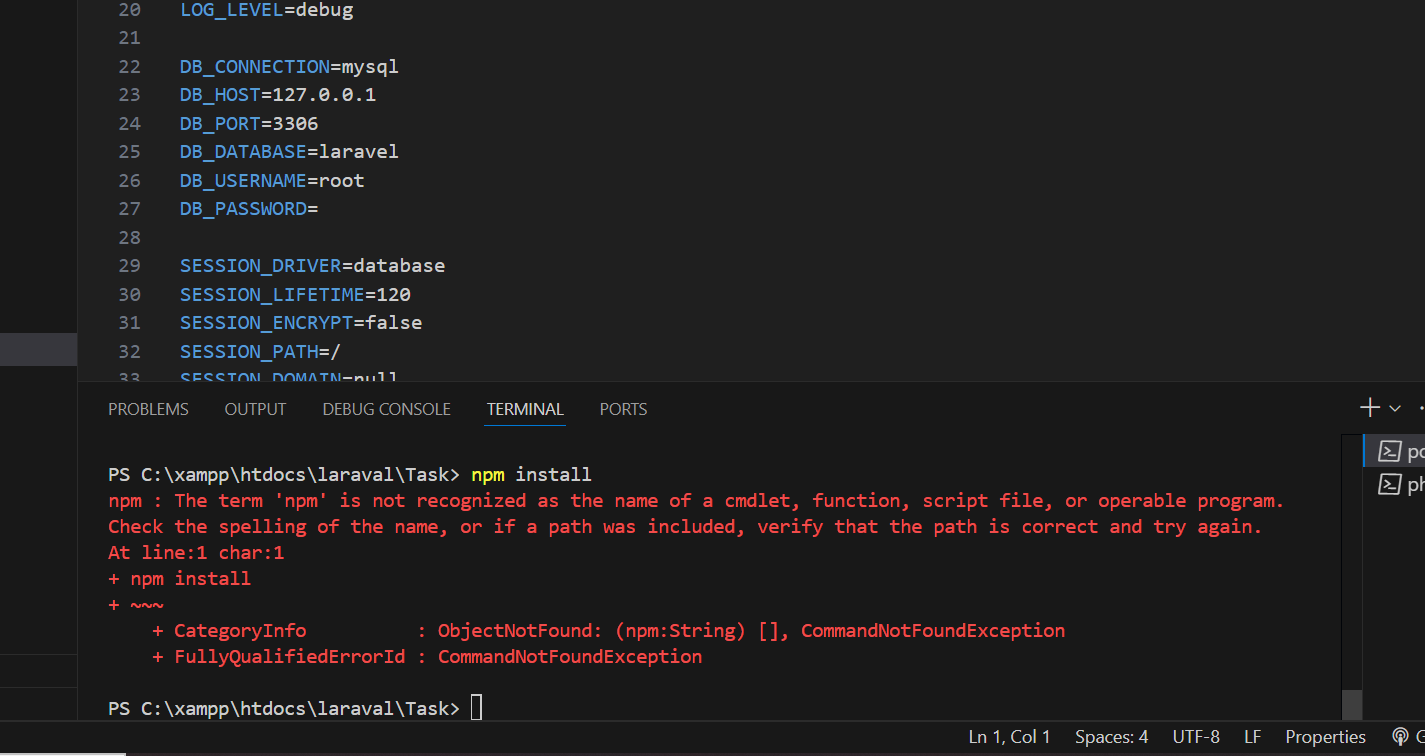 20 LOG_LEVEL=debug
21
22 DB_CONNECTION=mysql
23 DB_HOST=127.0.0.1
24 DB_PORT=3306
25 DB_DATABASE=laravel
26 DB_USERNAME=root
27 DB_PASSWORD=
28
29 SESSION_DRIVER=database
30 SESSION_LIFETIME=120
31 SESSION_ENCRYPT=false
32 SESSION_PATH=/
33 SESSION_DOMAIN=null
PROBLEMS OUTPUT DEBUG CONSOLE TERMINAL PORTS
PS C:\xampp\htdocs\laraval\Task> npm install
npm : The term 'npm' is not recognized as the name of a cmdlet, function, script file, or operable program.
Check the spelling of the name, or if a path was included, verify that the path is correct and try again.
At line:1 char:1
+ npm install
+ ~~~
    + CategoryInfo          : ObjectNotFound: (npm:String) [], CommandNotFoundException
    + FullyQualifiedErrorId : CommandNotFoundException
PS C:\xampp\htdocs\laraval\Task>
Ln 1, Col 1 Spaces: 4 UTF-8 LF Properties